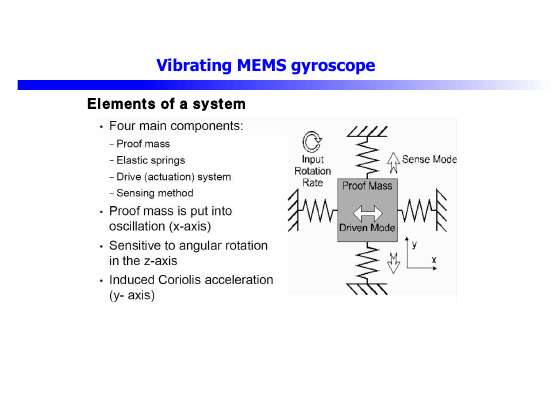 Vibrating MEMS gyroscope
Elements of a system
• Four main components:
– Proof mass
– Elastic springs
– Drive (actuation) system
– Sensing method
• Proof mass is put into
oscillation (x-axis)
• Sensitive to angular rotation
in the z-axis
• Induced Coriolis acceleration
(y- axis)
Input
Rotation
Rate
Sense Mode
Proof Mass
Driven Mode
y
x